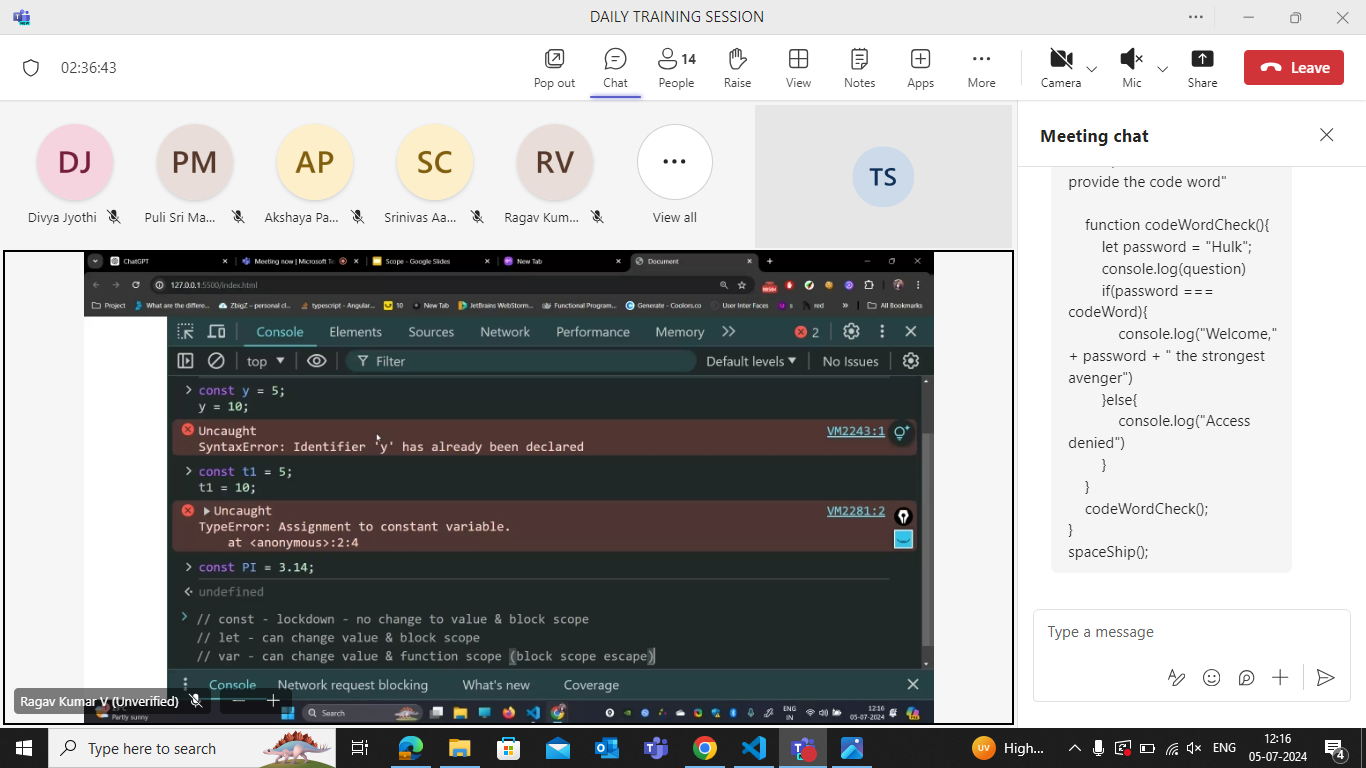 DAILY TRAINING SESSION
02:36:43
Pop out
Chat
14
People
Raise
View
Notes
Apps
More
Camera
Mic
Share
Leave
DJ
PM
AP
SC
RV
TS
Divya Jyothi
Puli Sri Ma...
Akshaya Pa...
Srinivas Aa...
Ragav Kum...
View all
Meeting chat
provide the code word"
function codeWordCheck(){
let password = "Hulk";
console.log(question)
if(password ===
codeWord){
console.log("Welcome,"
+ password + " the strongest
avenger")
}else{
console.log("Access
denied")
}
}
codeWordCheck();
}
spaceShip();
Type a message
ChatGPT
Meeting now | Microsoft Te
Scope - Google Slides
New Tab
Document
127.0.0.1:5500/index.html
Project
What are the differe...
ZbigZ - personal cl...
typescript - Angular...
10
New Tab
JetBrains WebStorm...
Functional Program...
Generate - Coolors.co
User Inter Faces
s
red
All Bookmarks
Console
Elements
Sources
Network
Performance
Memory
2
top
Filter
Default levels
No Issues
const y = 5;
y = 10;
Uncaught
VM2243:1
SyntaxError: Identifier 'y' has already been declared
const t1 = 5;
t1 = 10;
Uncaught
VM2281:2
TypeError: Assignment to constant variable.
at <anonymous>:2:4
const PI = 3.14;
undefined
// const - lockdown - no change to value & block scope
// let - can change value & block scope
// var - can change value & function scope (block scope escape)
Console
Network request blocking
What's new
Coverage
Ragav Kumar V (Unverified)
Partly sunny
Search
ENG
IN
12:16
05-07-2024
Type here to search
UV
High...
ENG
12:16
05-07-2024
4